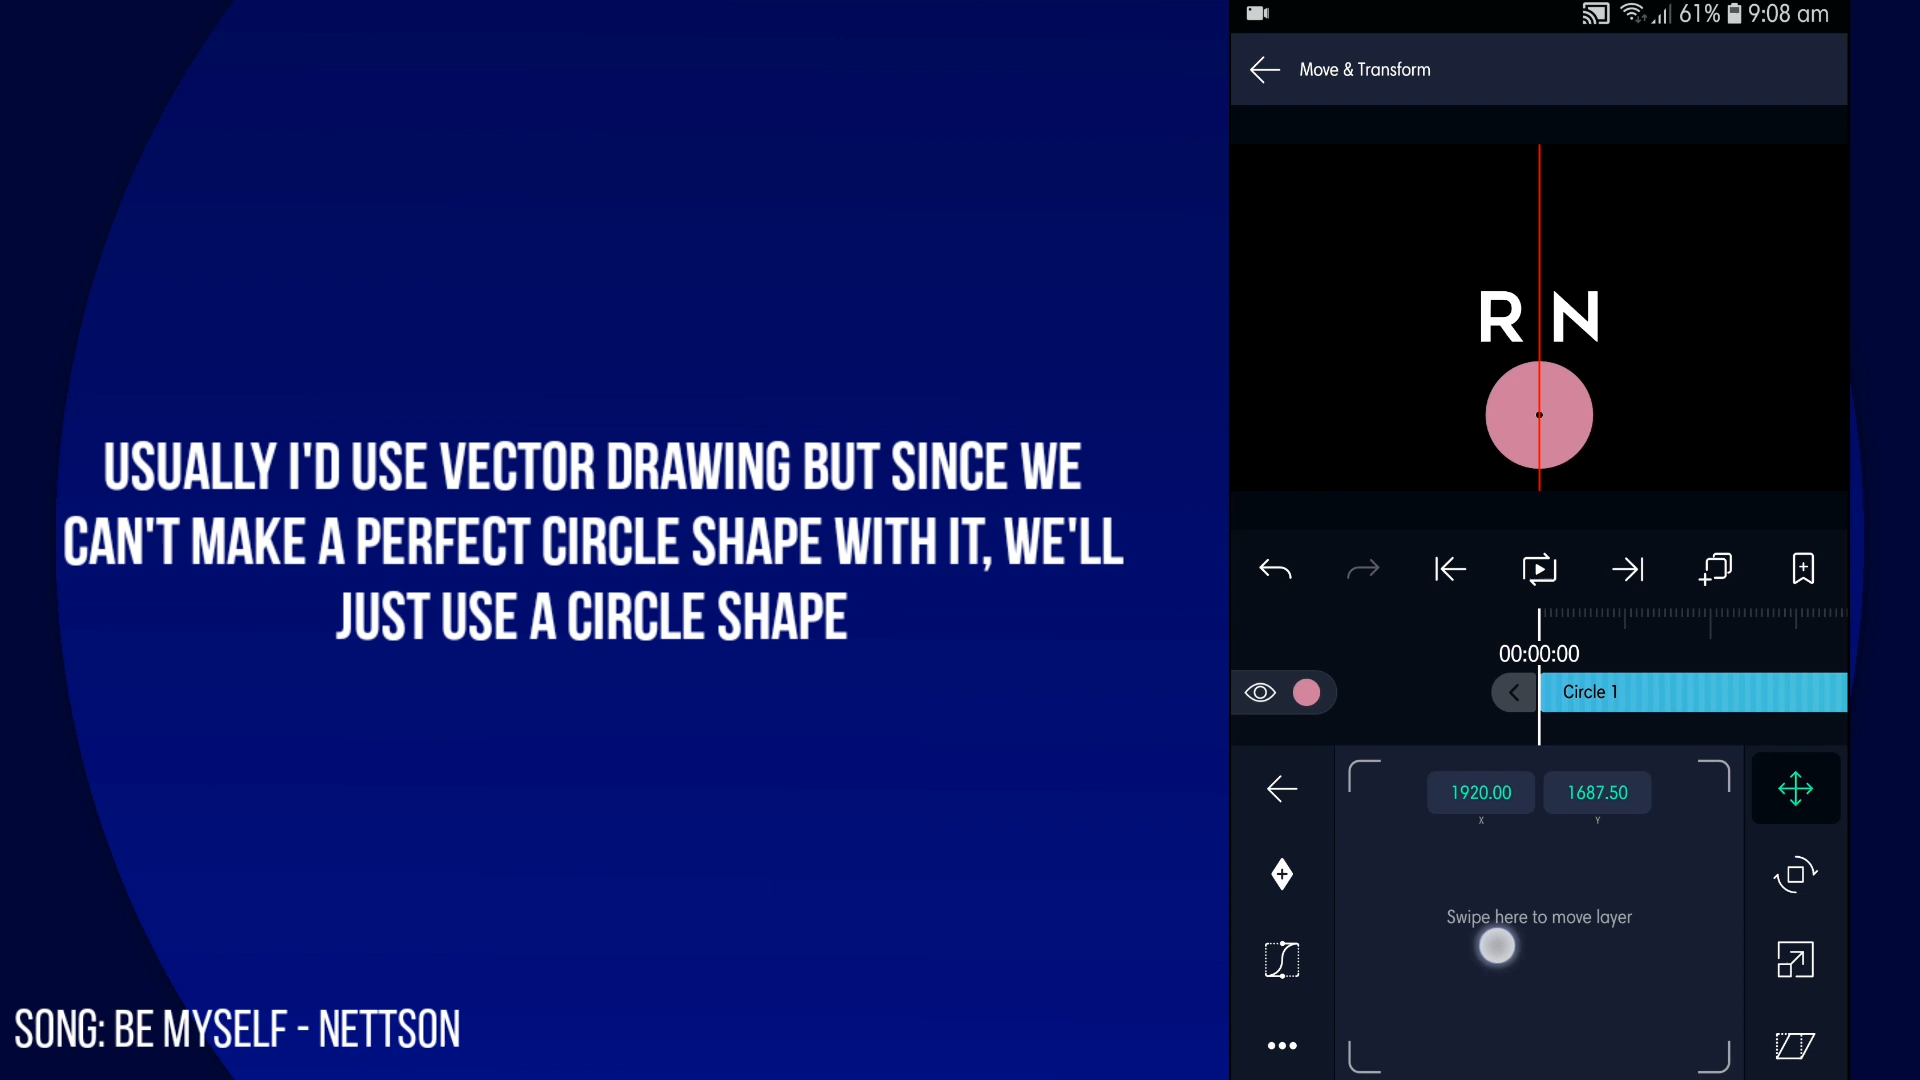 61% 9:08 am
Move & Transform
R N
USUALLY I'D USE VECTOR DRAWING BUT SINCE WE
CAN'T MAKE A PERFECT CIRCLE SHAPE WITH IT, WE'LL
JUST USE A CIRCLE SHAPE
00:00:00
Circle 1
1920.00 1687.50
X Y
Swipe here to move layer
SONG: BE MYSELF - NETTSON